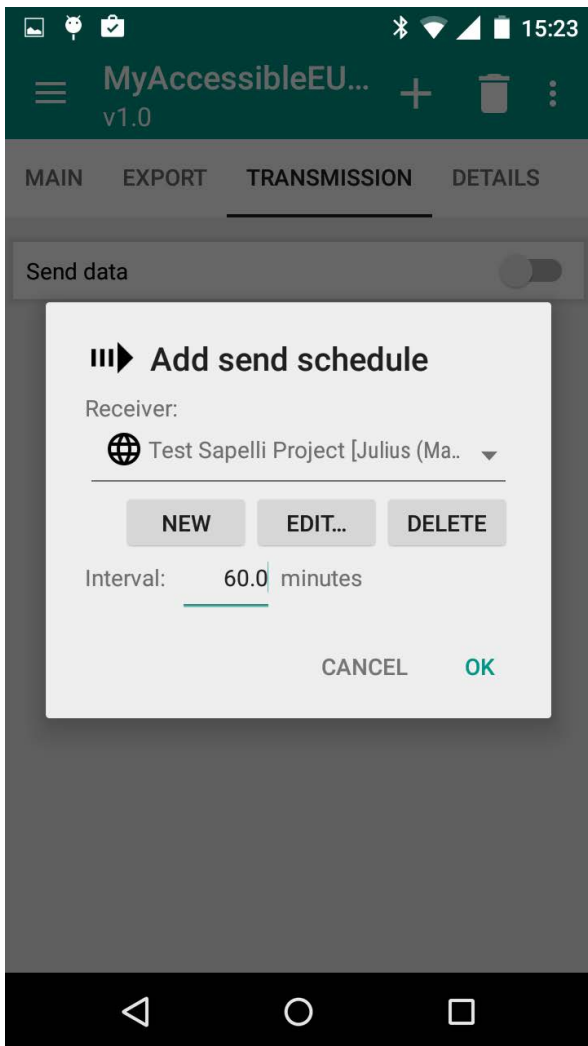 15:23
MyAccessibleEU...
v1.0
MAIN EXPORT TRANSMISSION DETAILS
Send data
Add send schedule
Receiver:
Test Sapelli Project [Julius (Ma..
NEW EDIT... DELETE
Interval: 60.0 minutes
CANCEL OK